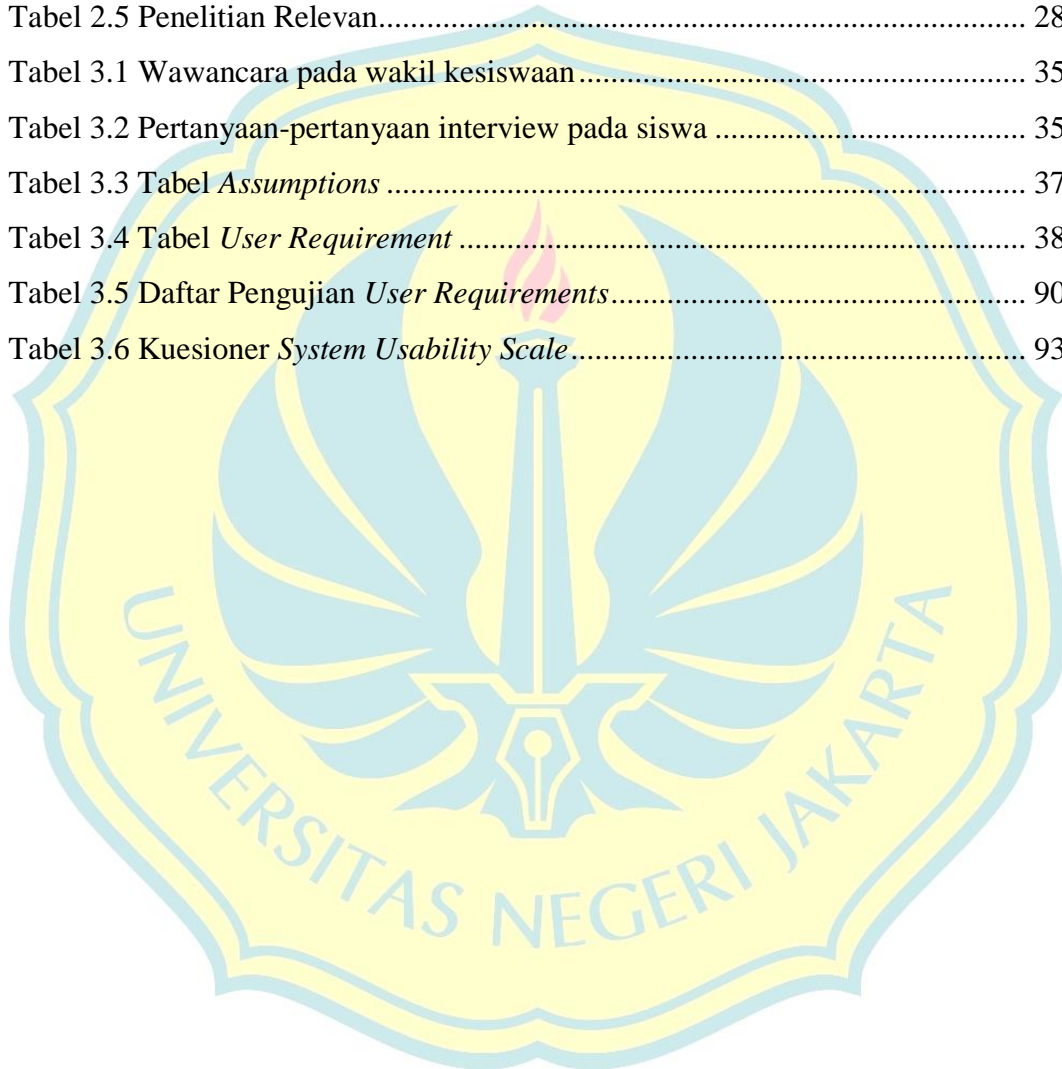 Tabel 2.5 Penelitian Relevan........................................................................ 28
Tabel 3.1 Wawancara pada wakil kesiswaan................................................ 35
Tabel 3.2 Pertanyaan-pertanyaan interview pada siswa ............................... 35
Tabel 3.3 Tabel Assumptions ....................................................................... 37
Tabel 3.4 Tabel User Requirement ............................................................... 38
Tabel 3.5 Daftar Pengujian User Requirements............................................ 90
Tabel 3.6 Kuesioner System Usability Scale................................................. 93
UNIVERSITAS NEGERI JAKARTA